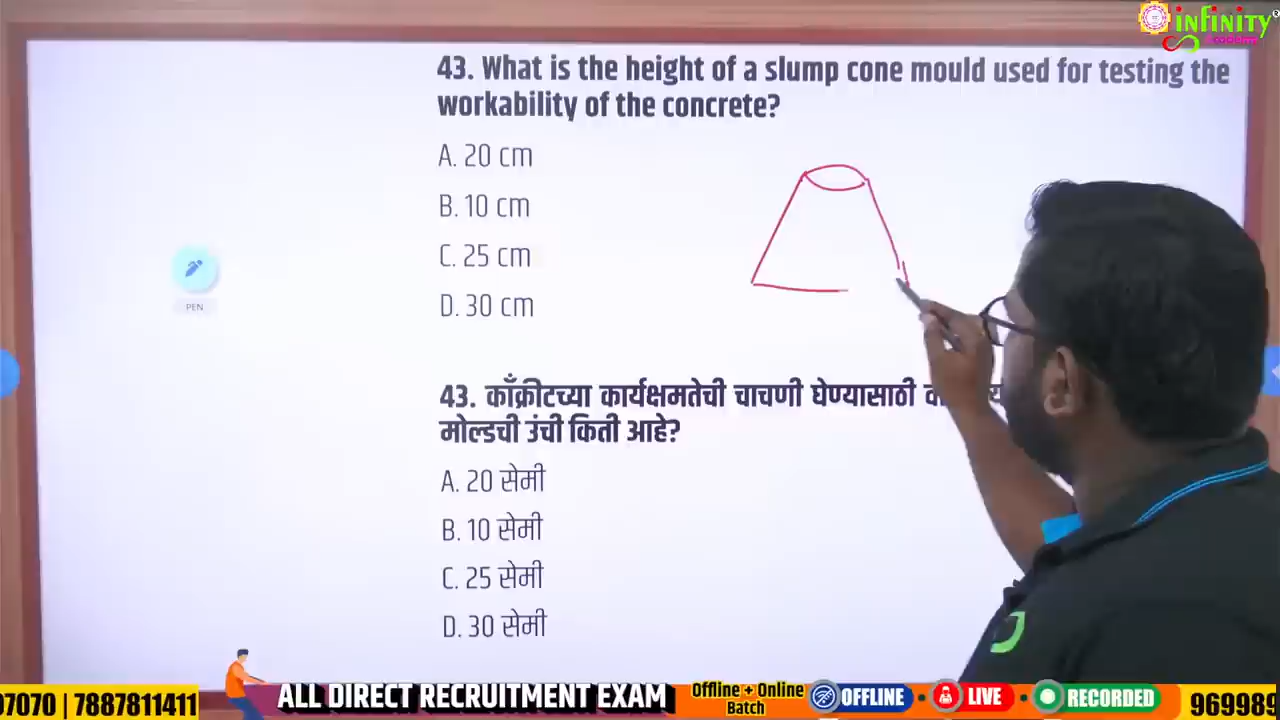 infinity
43. What is the height of a slump cone mould used for testing the
workability of the concrete?
A. 20 cm
B. 10 cm
C. 25 cm
D. 30 cm
PEN
43. काँक्रीटच्या कार्यक्षमतेची चाचणी घेण्यासाठी
मोल्डची उंची किती आहे?
A. 20 सेमी
B. 10 सेमी
C. 25 सेमी
D. 30 सेमी
07070 | 7887811411
ALL DIRECT RECRUITMENT EXAM
Offline + Online
Batch
OFFLINE
LIVE
RECORDED
969989